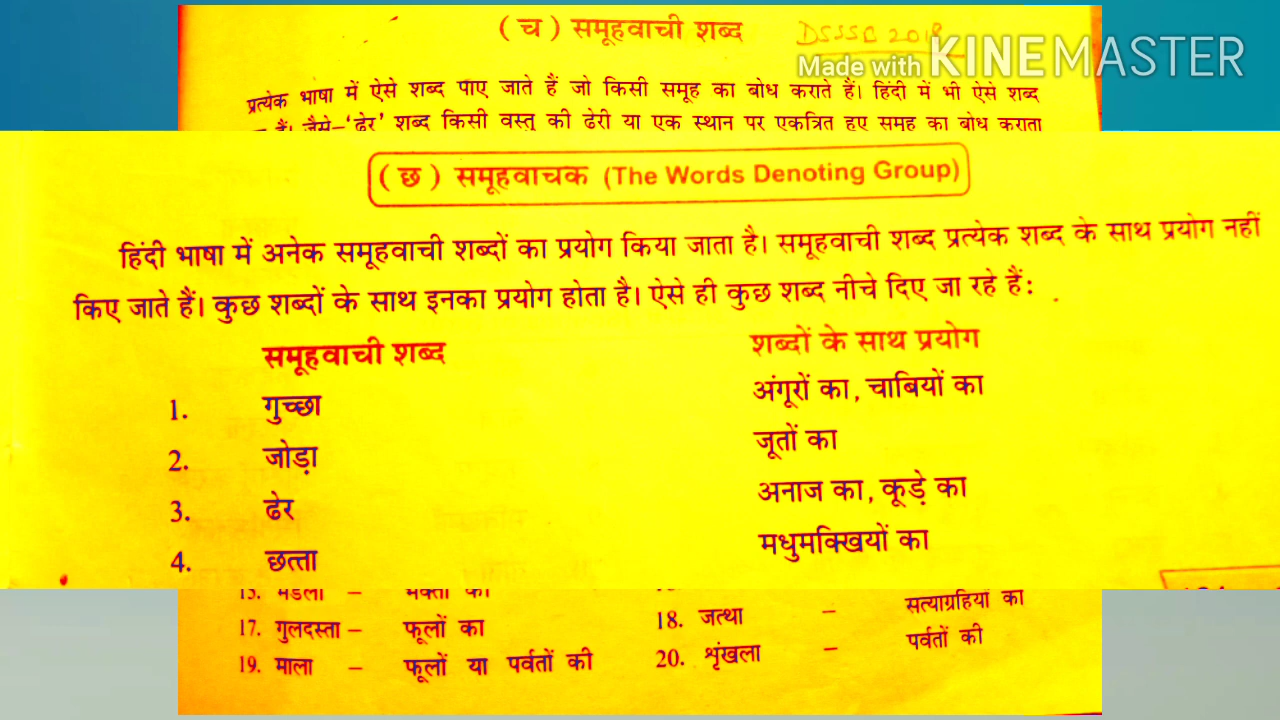 ( च ) समूहवाची शब्द DSSSB 2018
Made with KINEMASTER
प्रत्येक भाषा में ऐसे शब्द पाए जाते हैं जो किसी समूह का बोध कराते हैं। हिंदी में भी ऐसे शब्द
हैं। जैसे–'ढेर' शब्द किसी वस्तु की ढेरी या एक स्थान पर एकत्रित हुए समूह का बोध कराता
( छ ) समूहवाचक (The Words Denoting Group)
हिंदी भाषा में अनेक समूहवाची शब्दों का प्रयोग किया जाता है। समूहवाची शब्द प्रत्येक शब्द के साथ प्रयोग नहीं
किए जाते हैं। कुछ शब्दों के साथ इनका प्रयोग होता है। ऐसे ही कुछ शब्द नीचे दिए जा रहे हैं:
समूहवाची शब्द शब्दों के साथ प्रयोग
1. गुच्छा अंगूरों का, चाबियों का
2. जोड़ा जूतों का
3. ढेर अनाज का, कूड़े का
4. छत्ता मधुमक्खियों का
15. मंडली – भक्तों की
सत्याग्रहियों का
17. गुलदस्ता – फूलों का 18. जत्था –
19. माला – फूलों या पर्वतों की 20. शृंखला – पर्वतों की